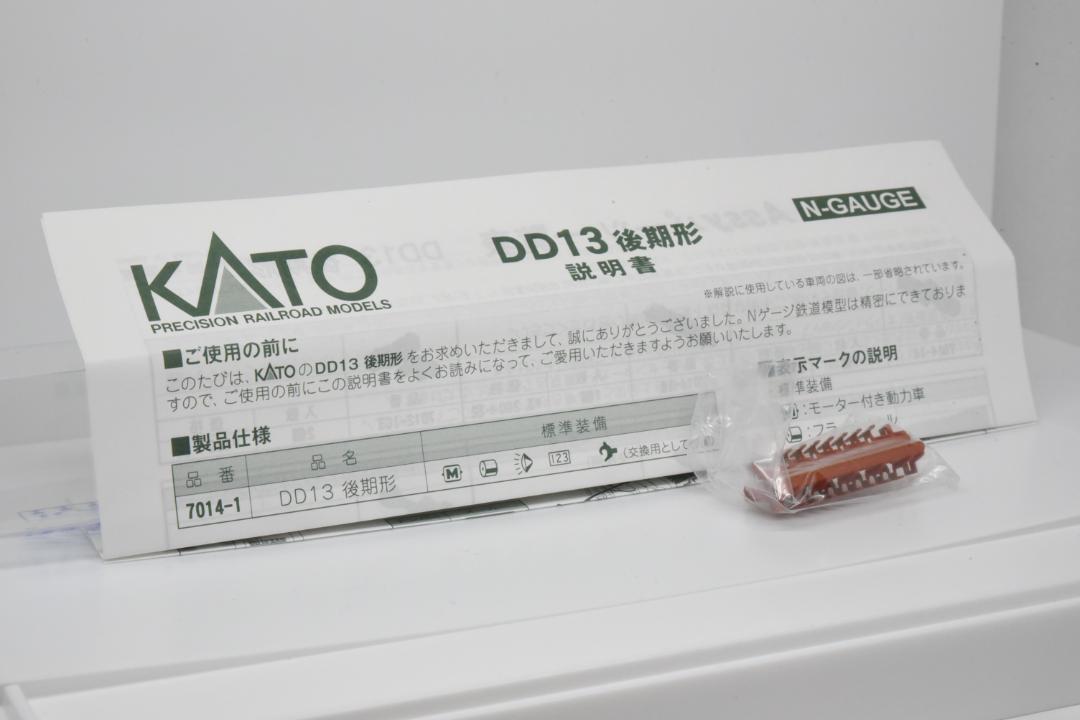 KATO
PRECISION RAILROAD MODELS
DD13 後期形
説明書
N-GAUGE
※解説に使用している車両の図は、一部省略されています。
■ご使用の前に
このたびは、KATOのDD13 後期形をお求めいただきまして、誠にありがとうございました。Nゲージ鉄道模型は精密にできておりま
すので、ご使用の前にこの説明書をよくお読みになって、ご愛用いただきますようお願いいたします。
■製品仕様
品 番 品 名 標準装備
7014-1 DD13 後期形 M 123 (交換用として
表示マークの説明
準装備
:モーター付き動力車
:フラ